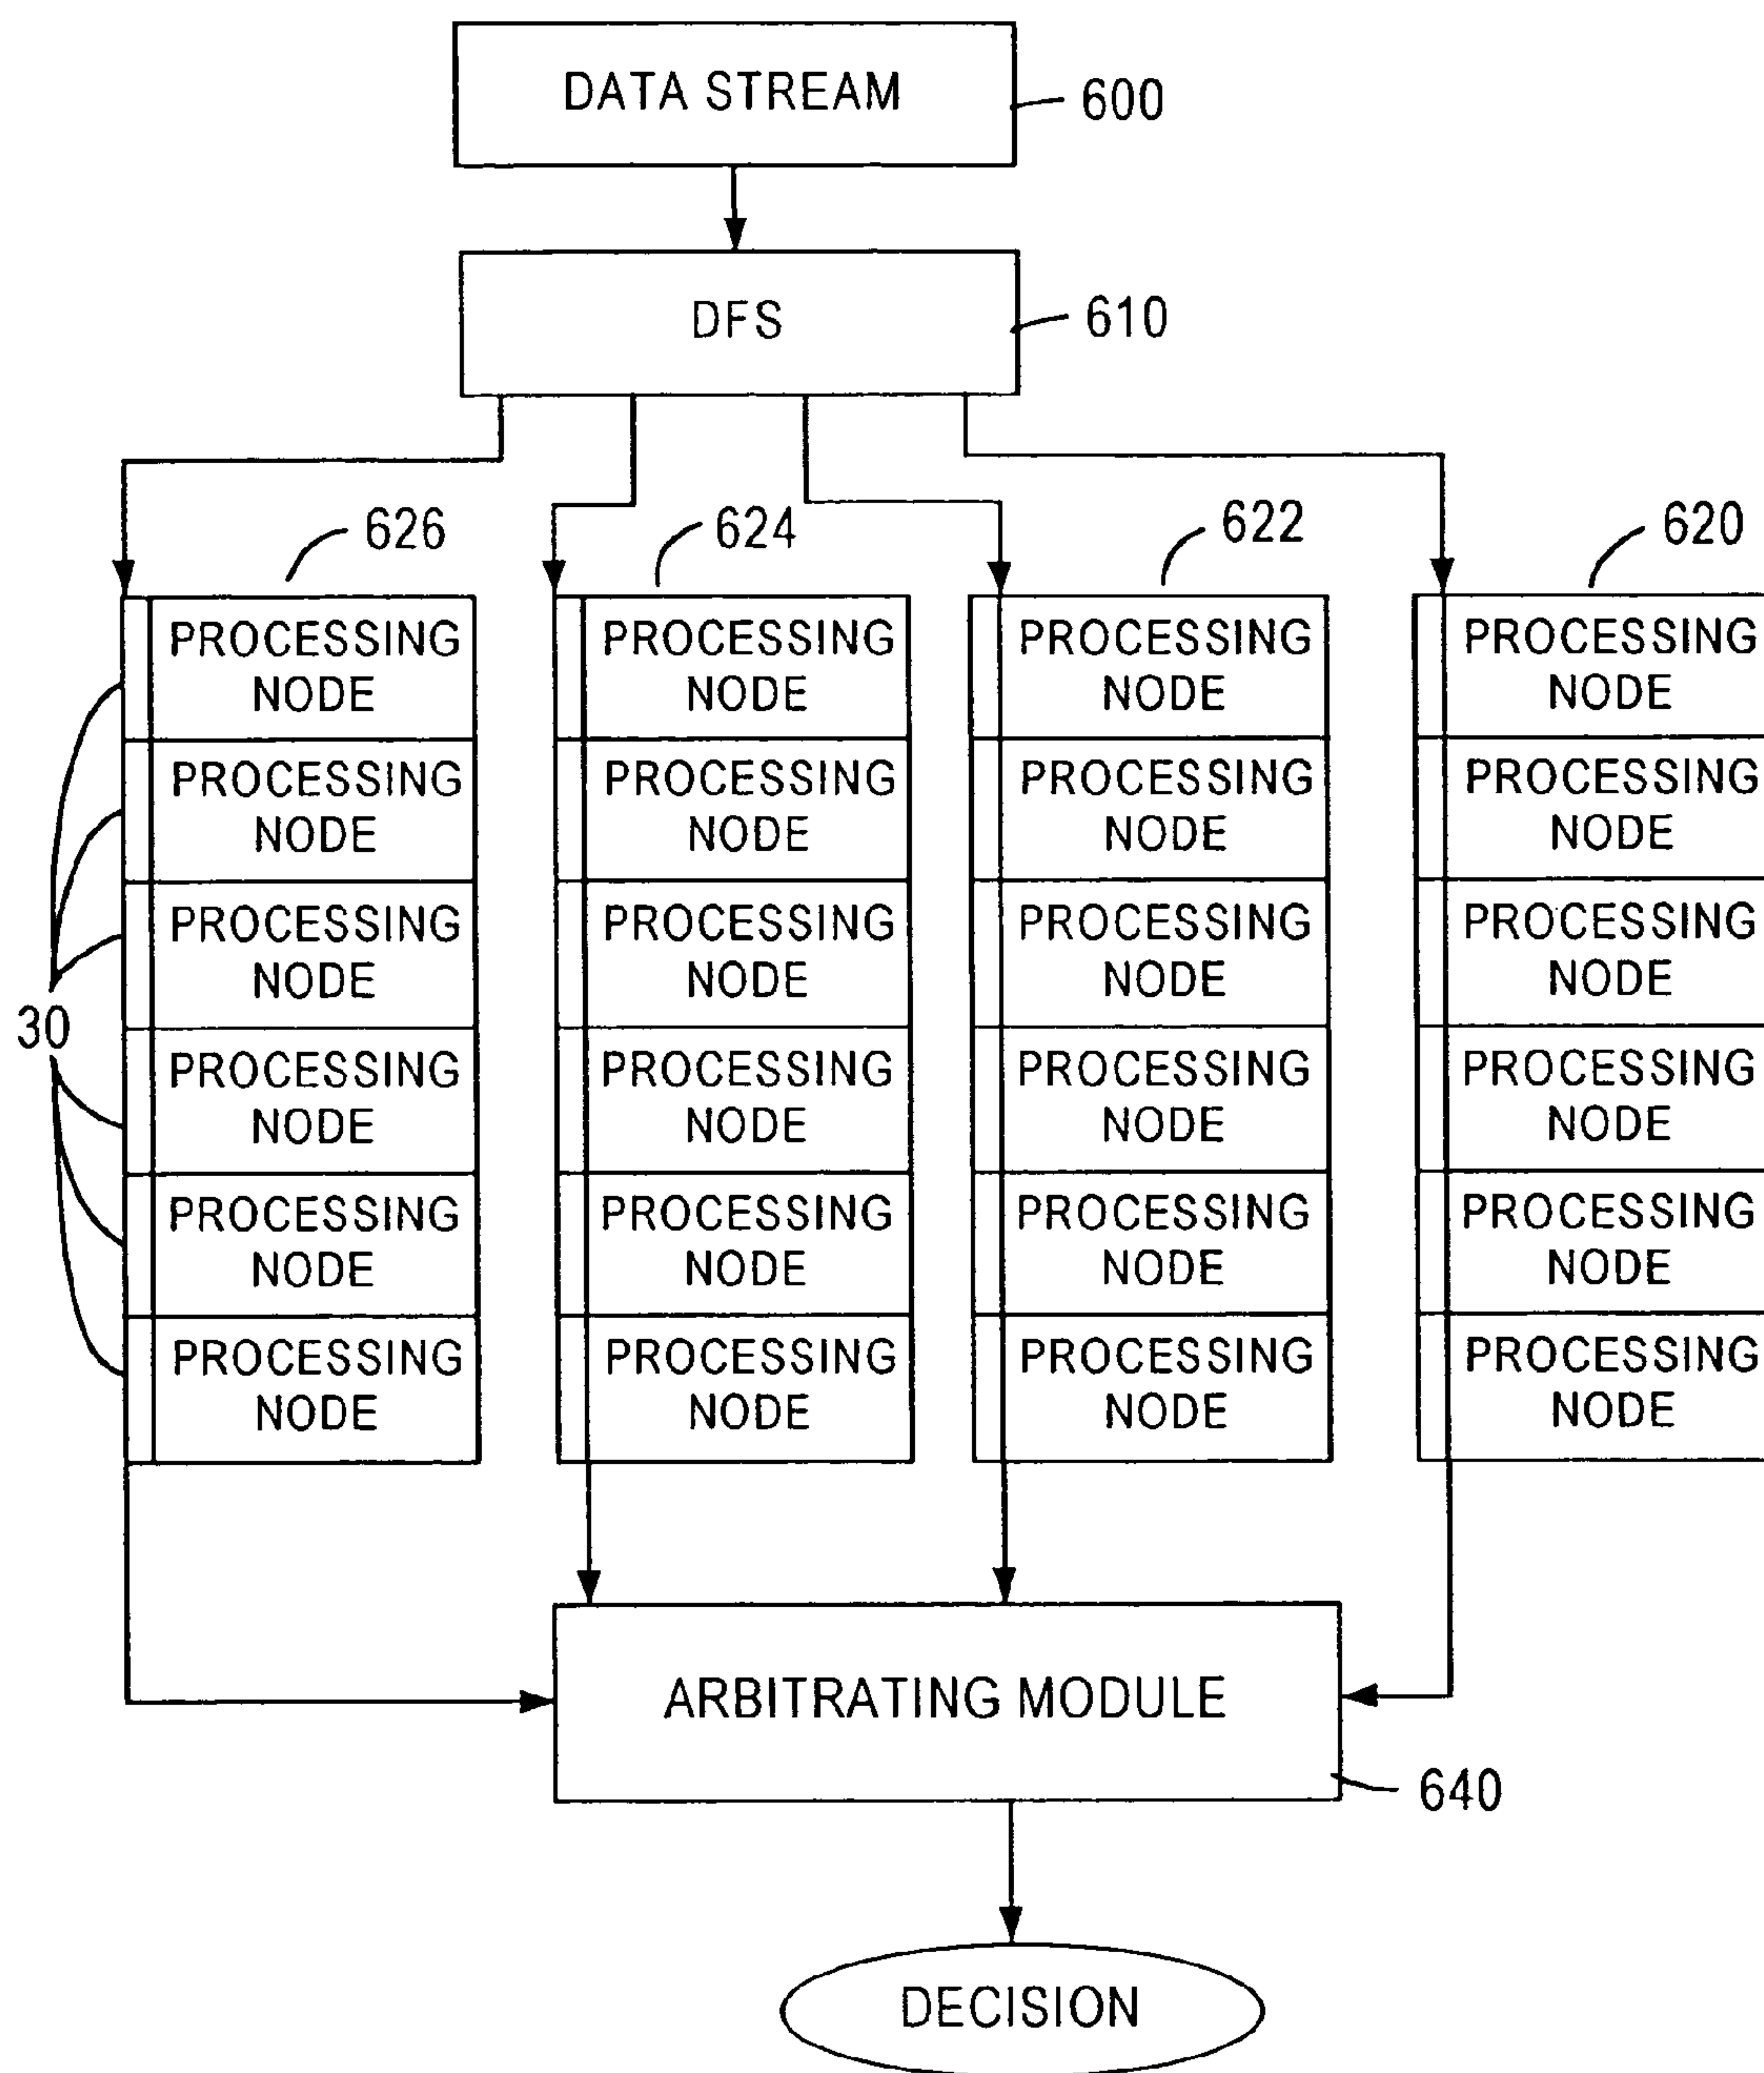 DATA STREAM
600
DFS
610
626
624
622
620
PROCESSING
NODE
PROCESSING
NODE
PROCESSING
NODE
PROCESSING
NODE
PROCESSING
NODE
PROCESSING
NODE
PROCESSING
NODE
PROCESSING
NODE
PROCESSING
NODE
PROCESSING
NODE
PROCESSING
NODE
PROCESSING
NODE
30
PROCESSING
NODE
PROCESSING
NODE
PROCESSING
NODE
PROCESSING
NODE
PROCESSING
NODE
PROCESSING
NODE
PROCESSING
NODE
PROCESSING
NODE
PROCESSING
NODE
PROCESSING
NODE
PROCESSING
NODE
PROCESSING
NODE
ARBITRATING MODULE
640
DECISION